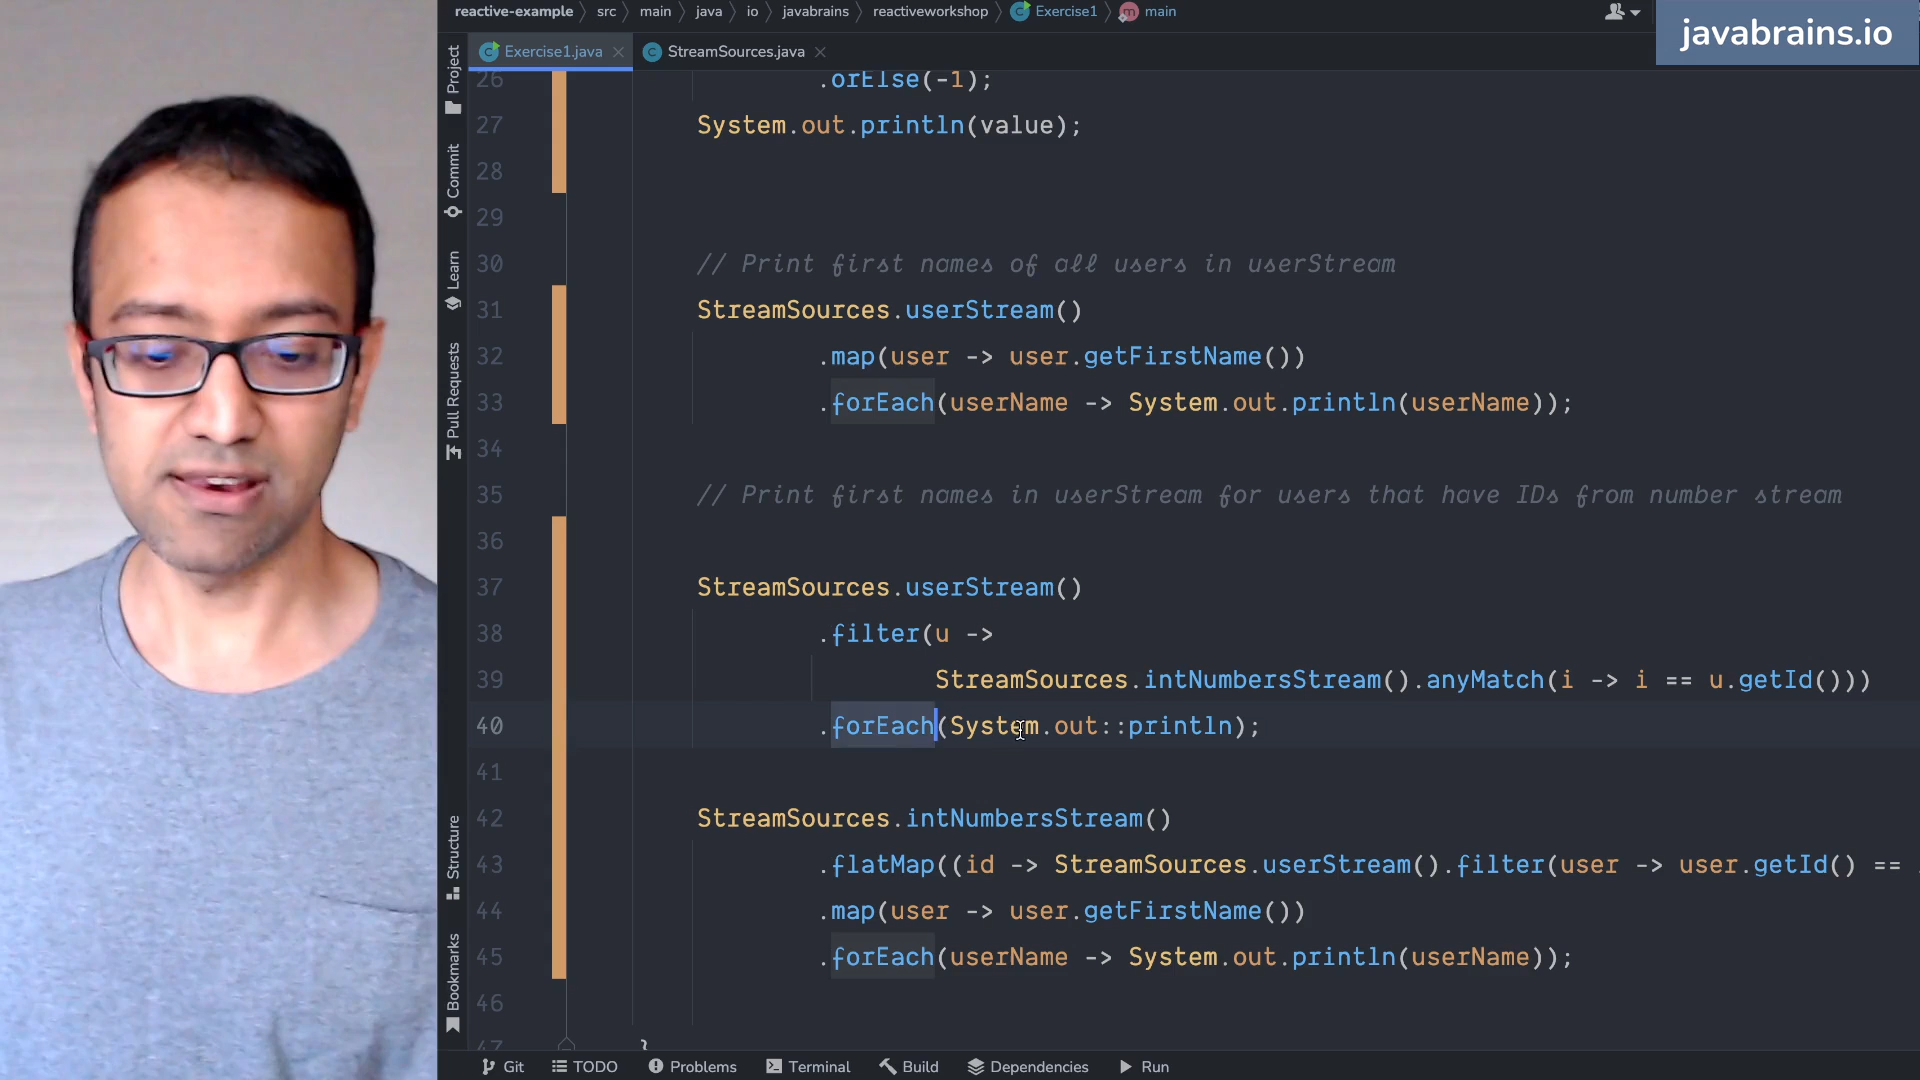 reactive-example 〉 src 〉 main 〉 java 〉 io 〉 javabrains 〉 reactiveworkshop 〉 Exercise1 〉 main
javabrains.io
Exercise1.java
StreamSources.java
Project
Commit
Learn
Pull Requests
Structure
Bookmarks
26 .orElse(-1);
27 System.out.println(value);
28
29
30 // Print first names of all users in userStream
31 StreamSources.userStream()
32 .map(user -> user.getFirstName())
33 .forEach(userName -> System.out.println(userName));
34
35 // Print first names in userStream for users that have IDs from number stream
36
37 StreamSources.userStream()
38 .filter(u ->
39 StreamSources.intNumbersStream().anyMatch(i -> i == u.getId()))
40 .forEach(System.out::println);
41
42 StreamSources.intNumbersStream()
43 .flatMap((id -> StreamSources.userStream().filter(user -> user.getId() ==
44 .map(user -> user.getFirstName())
45 .forEach(userName -> System.out.println(userName));
46
47 }
Git TODO Problems Terminal Build Dependencies Run